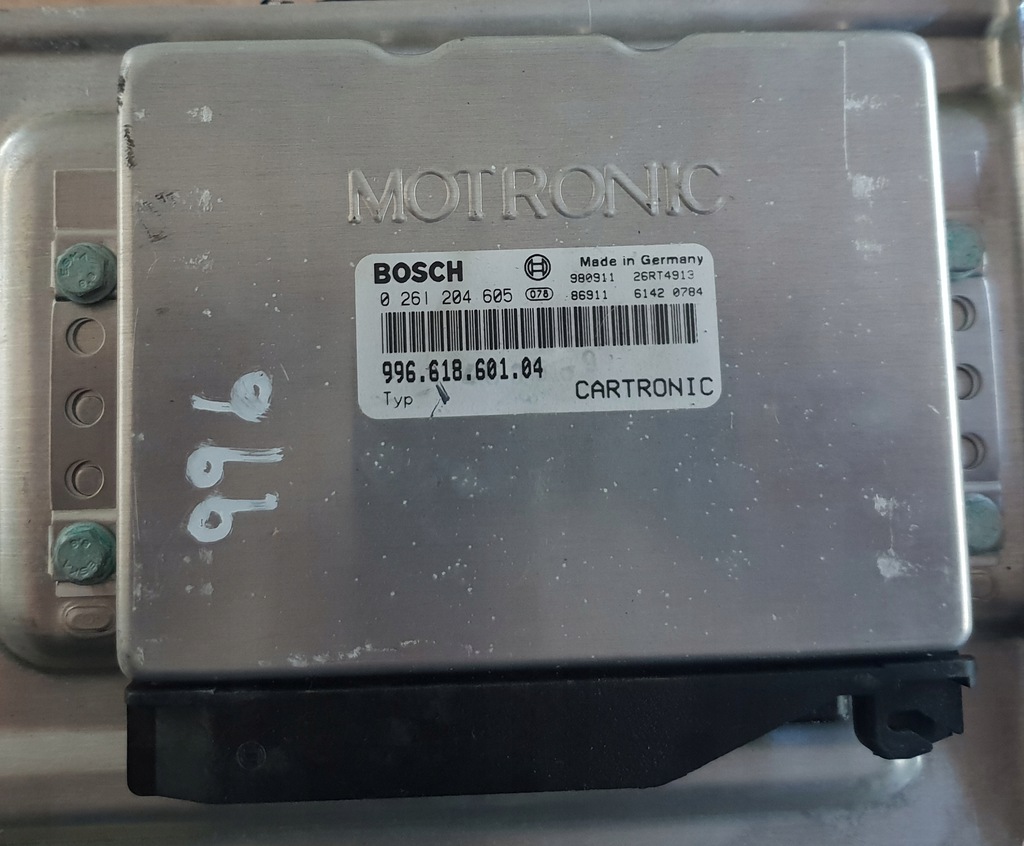 MOTRONIC
BOSCH Made in Germany
980911 26RT4913
0 261 204 605 078 86911 6142 0784
996.618.601.04
Typ CARTRONIC
996